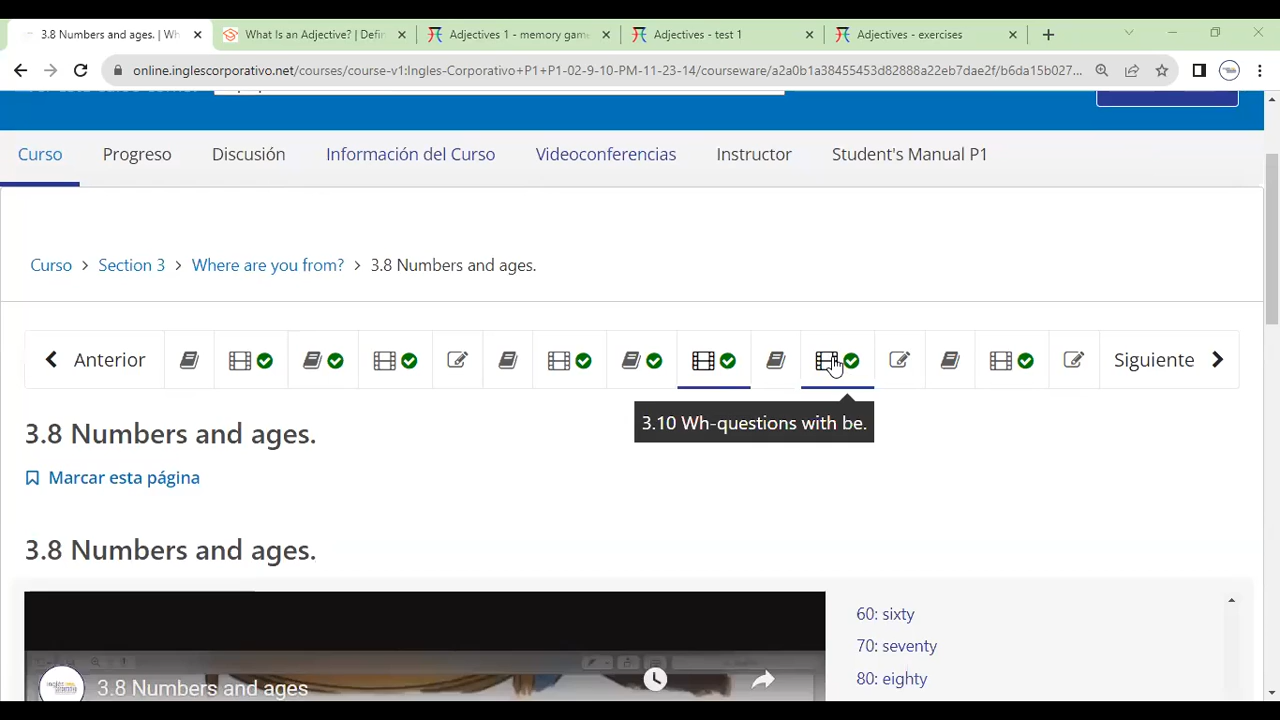 3.8 Numbers and ages. | Wh
What Is an Adjective? | Defin
Adjectives 1 - memory game
Adjectives - test 1
Adjectives - exercises
online.inglescorporativo.net/courses/course-v1:Ingles-Corporativo+P1+P1-02-9-10-PM-11-23-14/courseware/a2a0b1a38455453d82888a22eb7dae2f/b6da15b027...
Curso Progreso Discusión Información del Curso Videoconferencias Instructor Student's Manual P1
Curso > Section 3 > Where are you from? > 3.8 Numbers and ages.
Anterior Siguiente
3.10 Wh-questions with be.
3.8 Numbers and ages.
Marcar esta página
3.8 Numbers and ages.
60: sixty
70: seventy
80: eighty
3.8 Numbers and ages